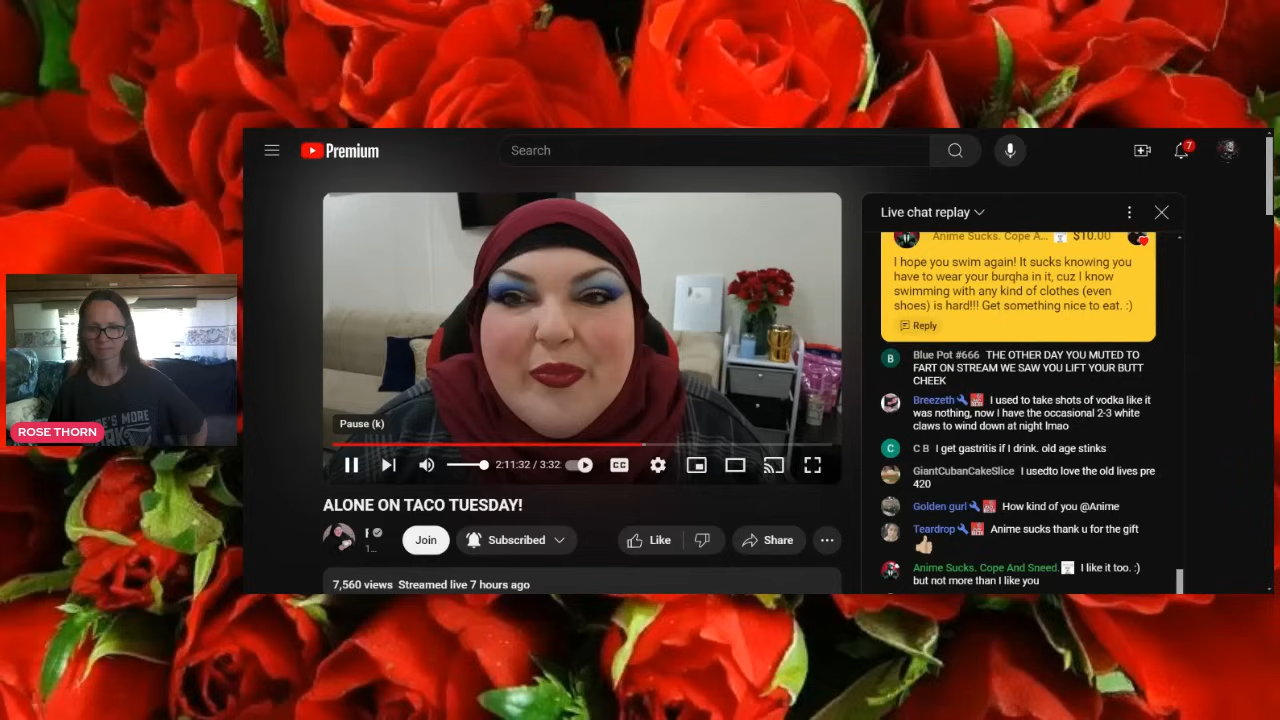 Premium
Search
7
Live chat replay
Anime Sucks. Cope A... $10.00
I hope you swim again! It sucks knowing you
have to wear your burqha in it, cuz I know
swimming with any kind of clothes (even
shoes) is hard!!! Get something nice to eat. :)
Reply
B Blue Pot #666 THE OTHER DAY YOU MUTED TO
FART ON STREAM WE SAW YOU LIFT YOUR BUTT
CHEEK
Breezeth I used to take shots of vodka like it
was nothing, now I have the occasional 2-3 white
claws to wind down at night lmao
C C B I get gastritis if I drink. old age stinks
GiantCubanCakeSlice I usedto love the old lives pre
420
Golden gurl How kind of you @Anime
Teardrop Anime sucks thank u for the gift
Anime Sucks. Cope And Sneed. I like it too. :)
but not more than I like you
ROSE THORN
Pause (k)
2:11:32 / 3:32
CC
ALONE ON TACO TUESDAY!
1...
Join
Subscribed
Like
Share
7,560 views Streamed live 7 hours ago